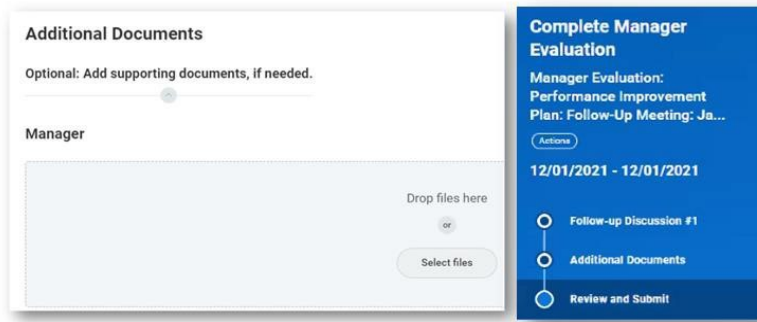 Additional Documents
Optional: Add supporting documents, if needed.
Manager
Drop files here
or
Select files
Complete Manager
Evaluation
Manager Evaluation:
Performance Improvement
Plan: Follow-Up Meeting: Ja...
Actions
12/01/2021 - 12/01/2021
Follow-up Discussion #1
Additional Documents
Review and Submit